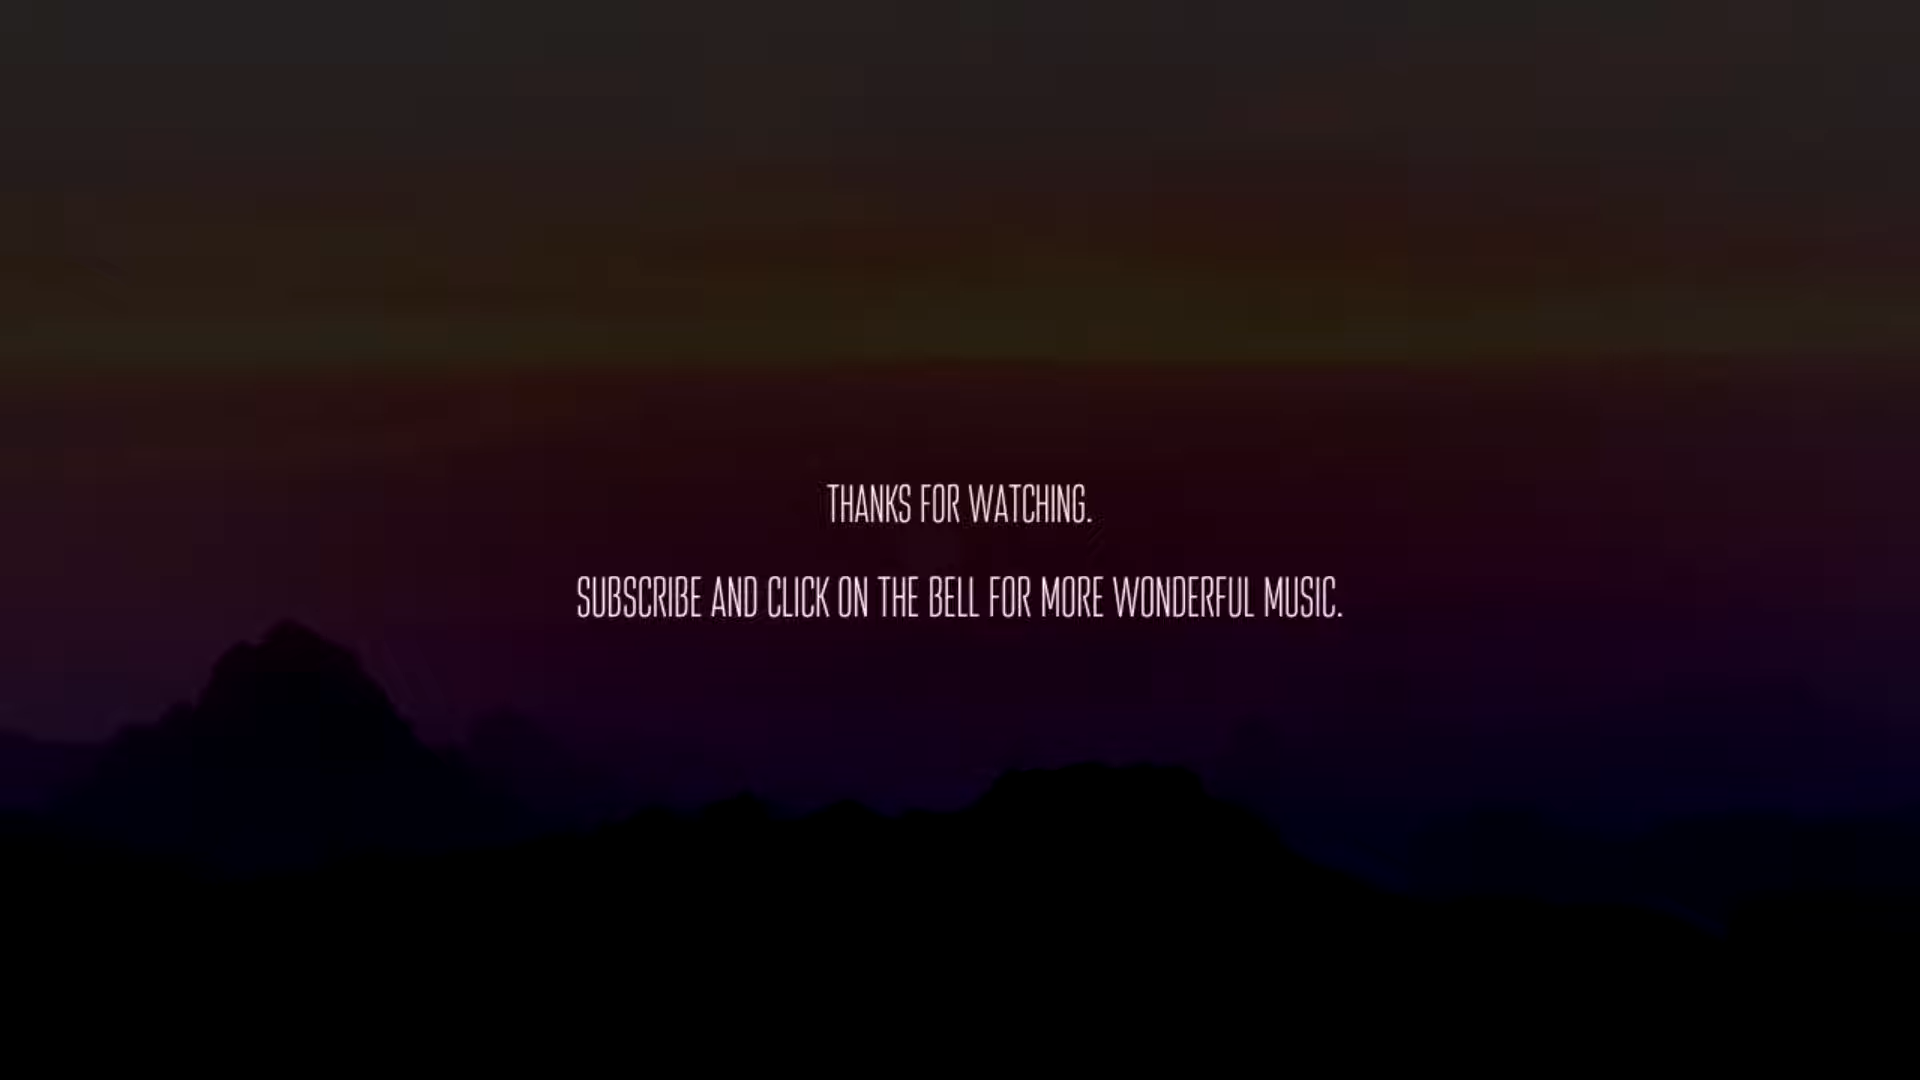 THANKS FOR WATCHING.
SUBSCRIBE AND CLICK ON THE BELL FOR MORE WONDERFUL MUSIC.